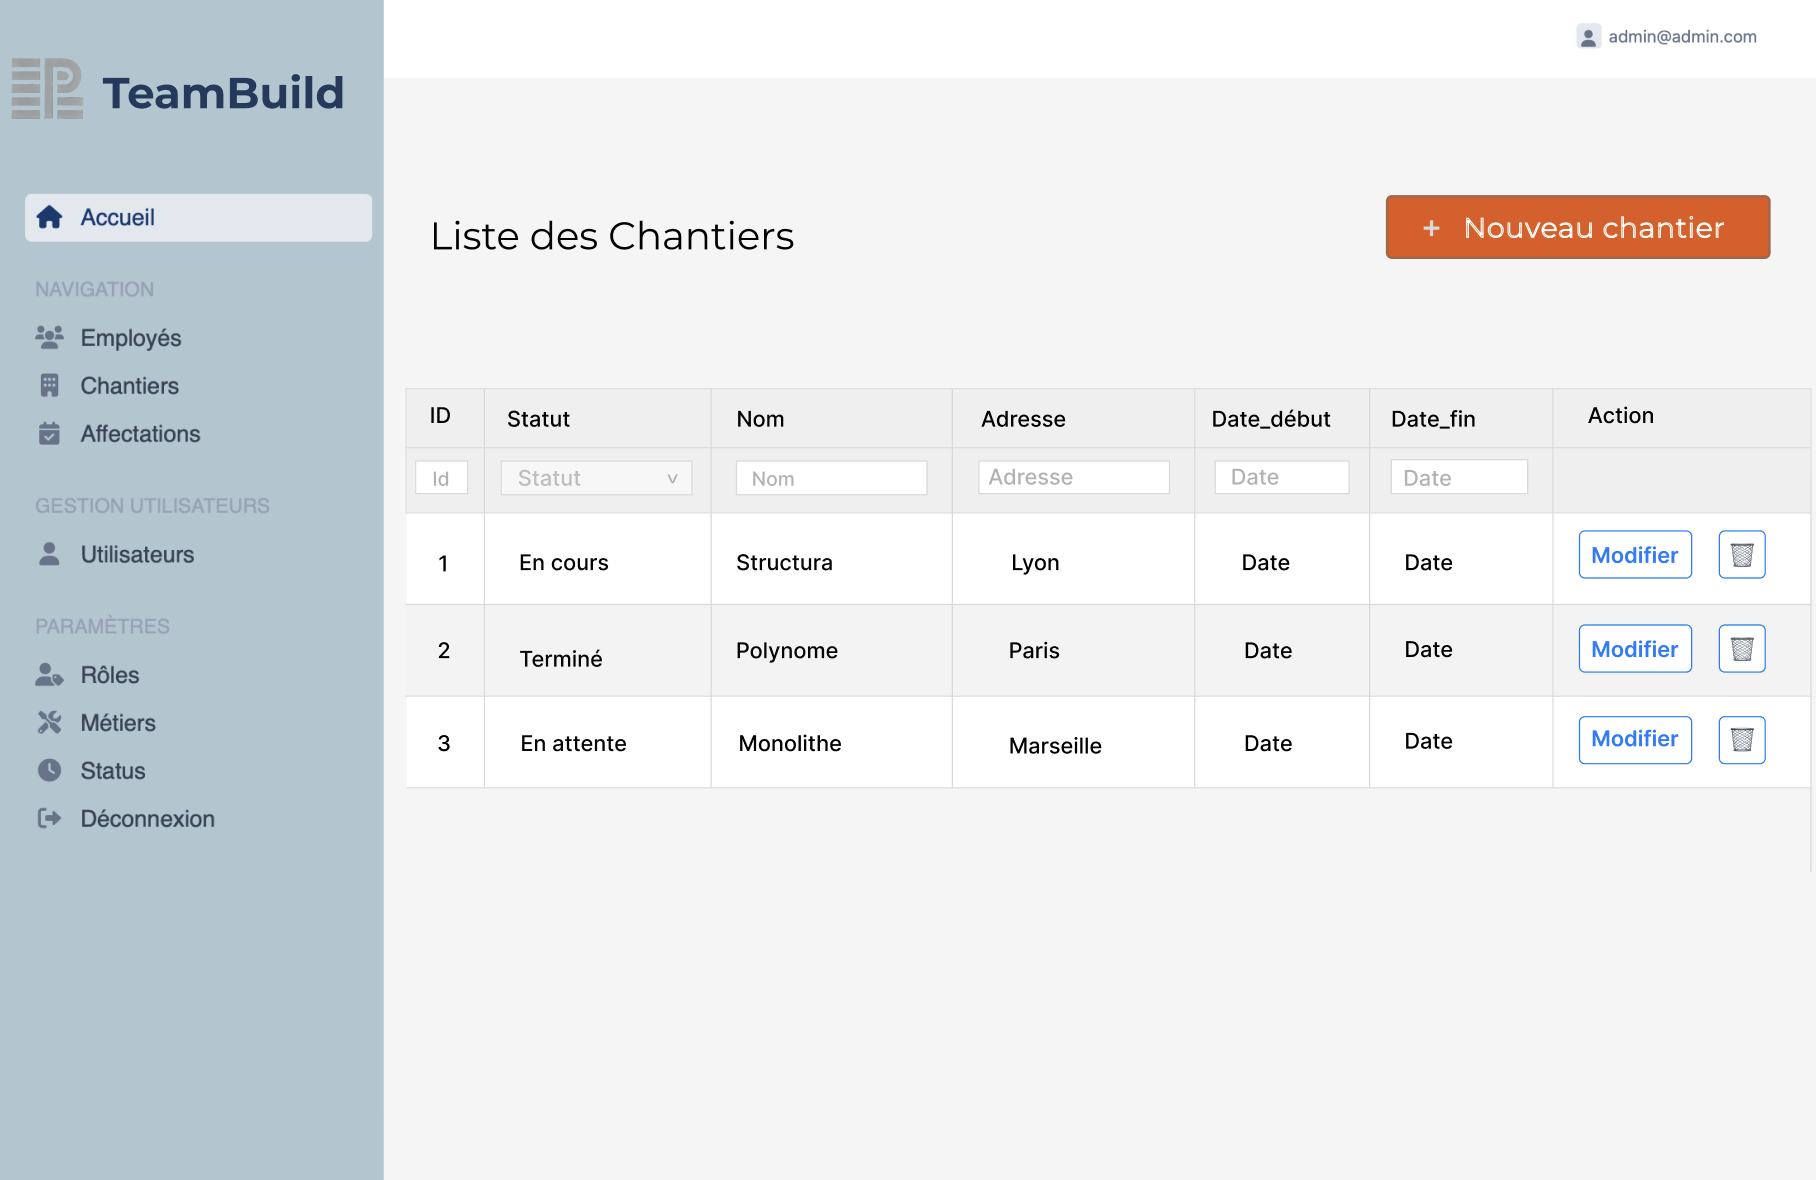 TeamBuild
admin@admin.com
Accueil
NAVIGATION
Employés
Chantiers
Affectations
GESTION UTILISATEURS
Utilisateurs
PARAMÈTRES
Rôles
Métiers
Status
Déconnexion
Liste des Chantiers
+ Nouveau chantier
ID Statut Nom Adresse Date_début Date_fin Action
Id Statut Nom Adresse Date Date
1 En cours Structura Lyon Date Date Modifier
2 Terminé Polynome Paris Date Date Modifier
3 En attente Monolithe Marseille Date Date Modifier